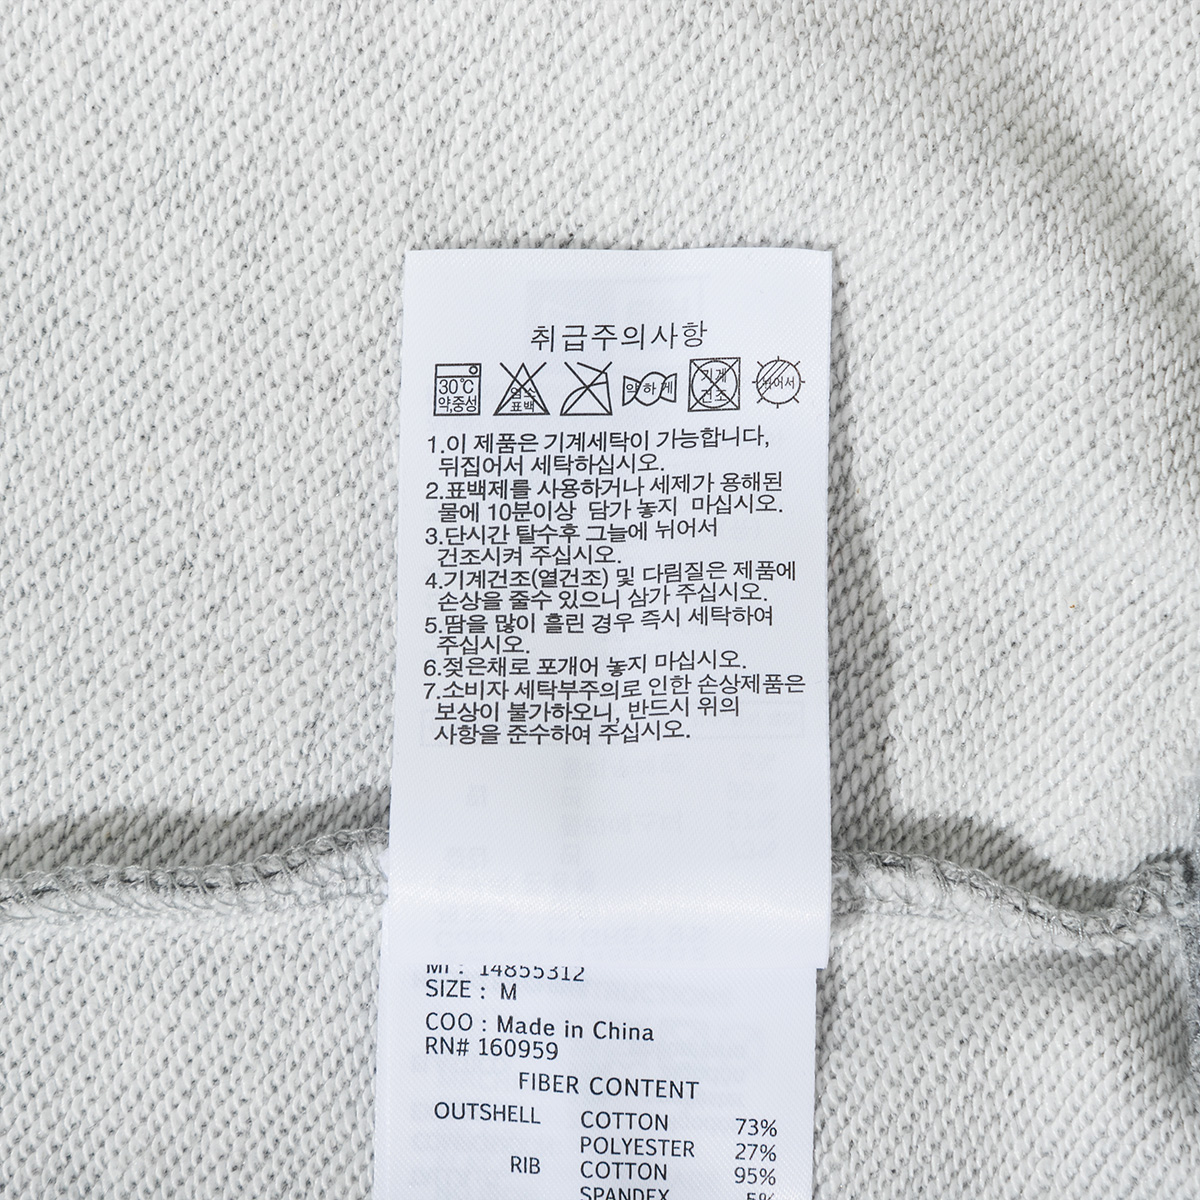 취급주의사항
30℃ 약,중성 염소 표백 약하게 기계 건조 뉘어서
1.이 제품은 기계세탁이 가능합니다,
뒤집어서 세탁하십시오.
2.표백제를 사용하거나 세제가 용해된
물에 10분이상 담가 놓지 마십시오.
3.단시간 탈수후 그늘에 뉘어서
건조시켜 주십시오.
4.기계건조(열건조) 및 다림질은 제품에
손상을 줄수 있으니 삼가 주십시오.
5.땀을 많이 흘린 경우 즉시 세탁하여
주십시오.
6.젖은채로 포개어 놓지 마십시오.
7.소비자 세탁부주의로 인한 손상제품은
보상이 불가하오니, 반드시 위의
사항을 준수하여 주십시오.
14855312
SIZE : M
COO : Made in China
RN# 160959
FIBER CONTENT
OUTSHELL COTTON 73%
POLYESTER 27%
RIB COTTON 95%
SPANDEX 5%